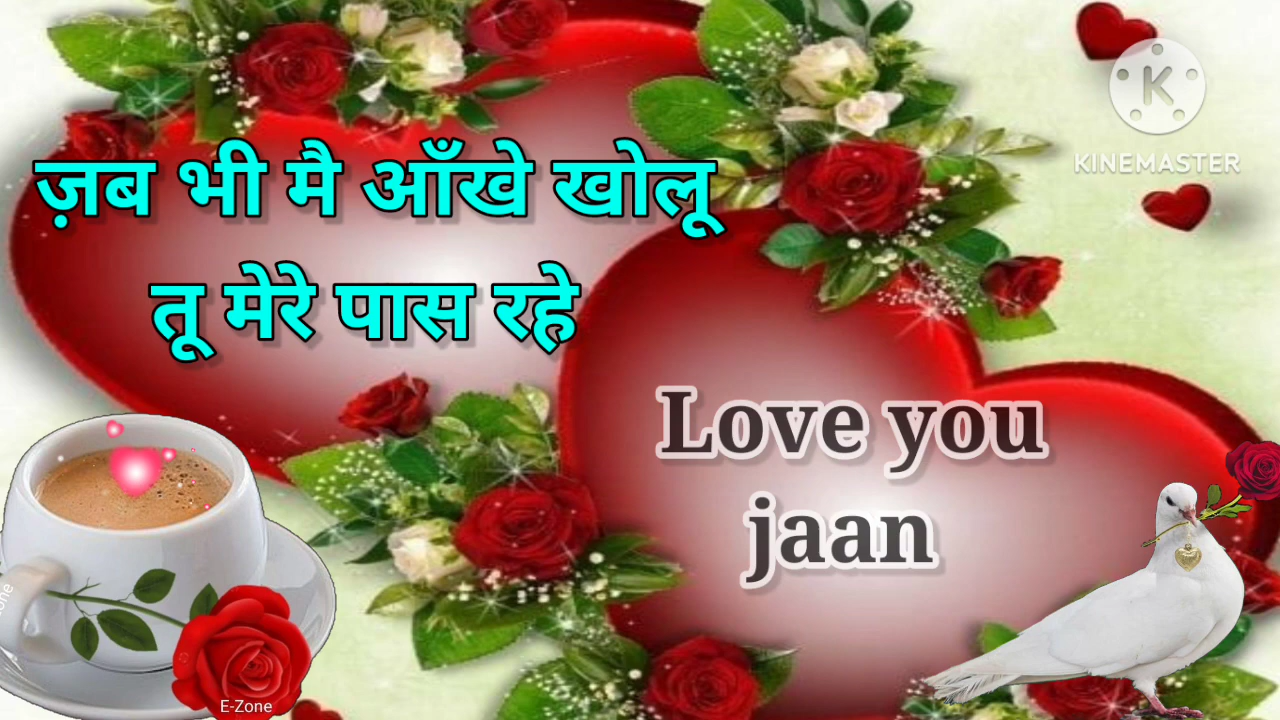 K
KINEMASTER
ज़ब भी मै आँखे खोलू
तू मेरे पास रहे
Love you
jaan
E-Zone